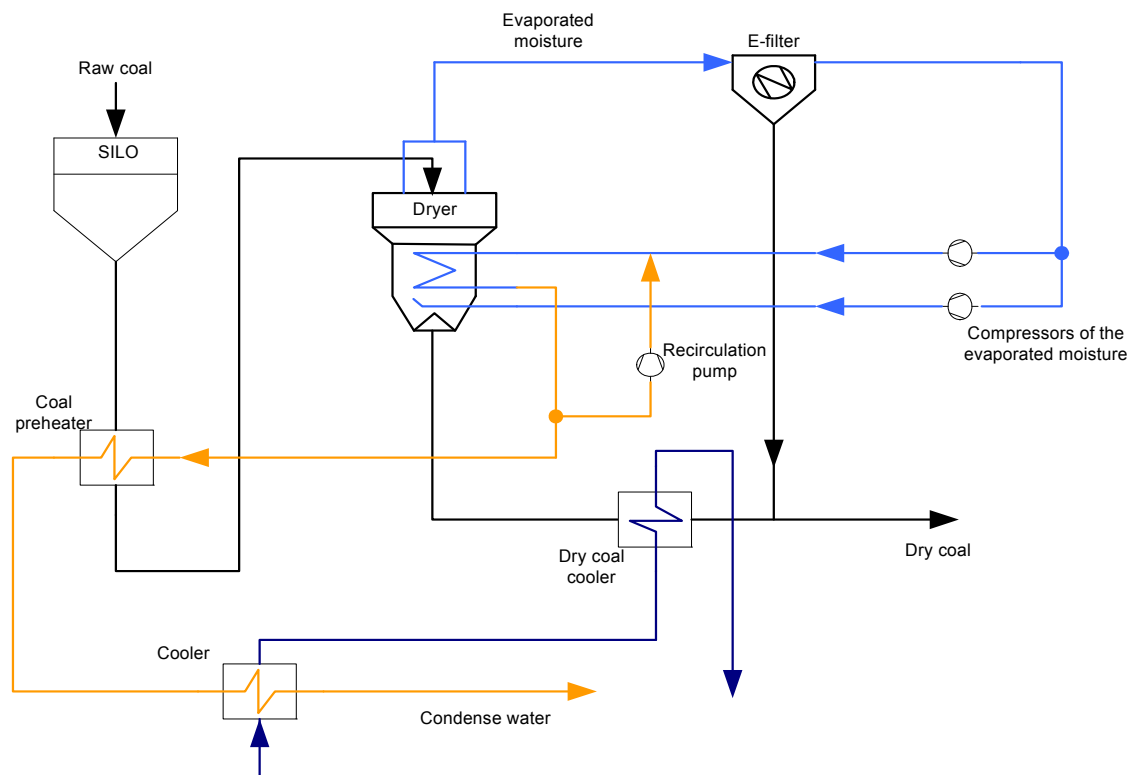 Evaporated
moisture
E-filter
Raw coal
SILO
Dryer
Compressors of the
evaporated moisture
Recirculation
pump
Coal
preheater
Dry coal
cooler
Dry coal
Cooler
Condense water